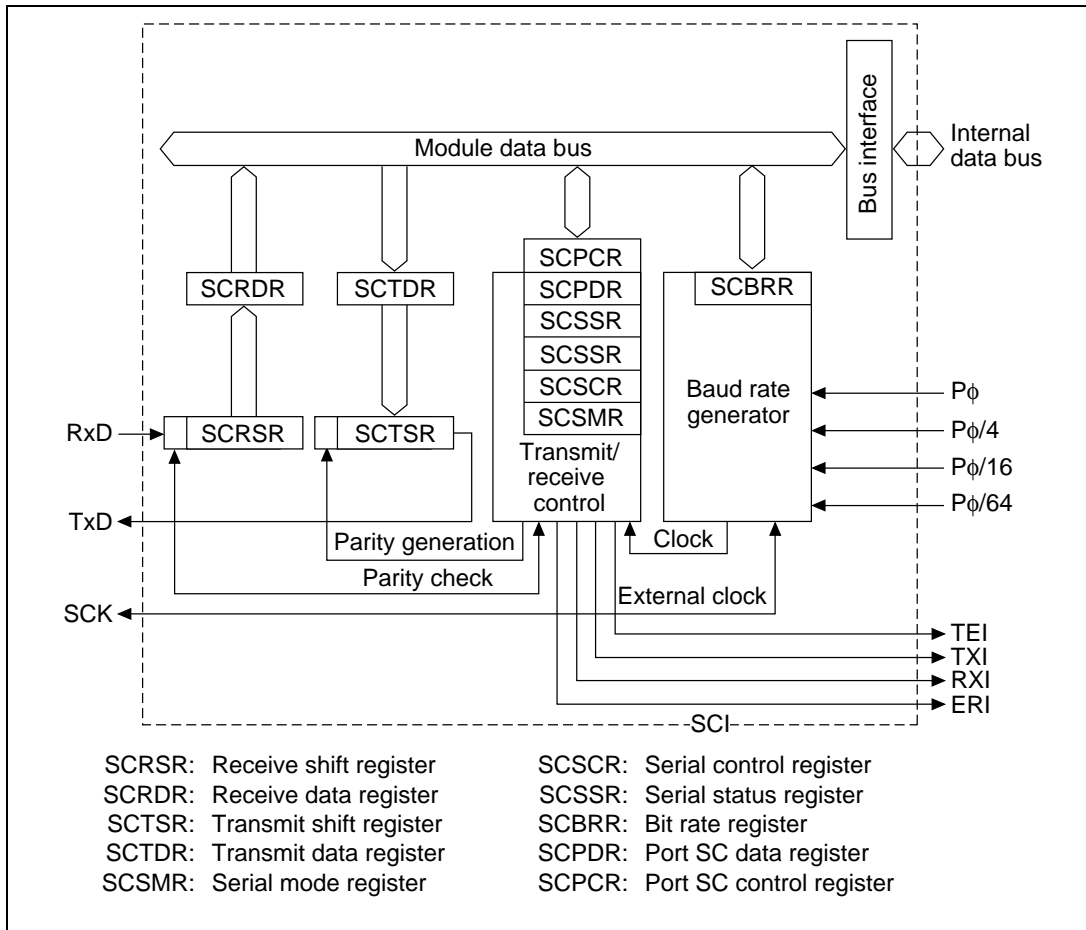 Bus interface
Internal
data bus
Module data bus
SCRDR
SCTDR
SCPCR
SCPDR
SCSSR
SCSSR
SCSCR
SCSMR
Transmit/
receive
control
SCBRR
Baud rate
generator
Pϕ
Pϕ/4
Pϕ/16
Pϕ/64
RxD
SCRSR
SCTSR
TxD
Parity generation
Clock
Parity check
SCK
External clock
TEI
TXI
RXI
ERI
SCI
SCRSR: Receive shift register
SCRDR: Receive data register
SCTSR: Transmit shift register
SCTDR: Transmit data register
SCSMR: Serial mode register
SCSCR: Serial control register
SCSSR: Serial status register
SCBRR: Bit rate register
SCPDR: Port SC data register
SCPCR: Port SC control register